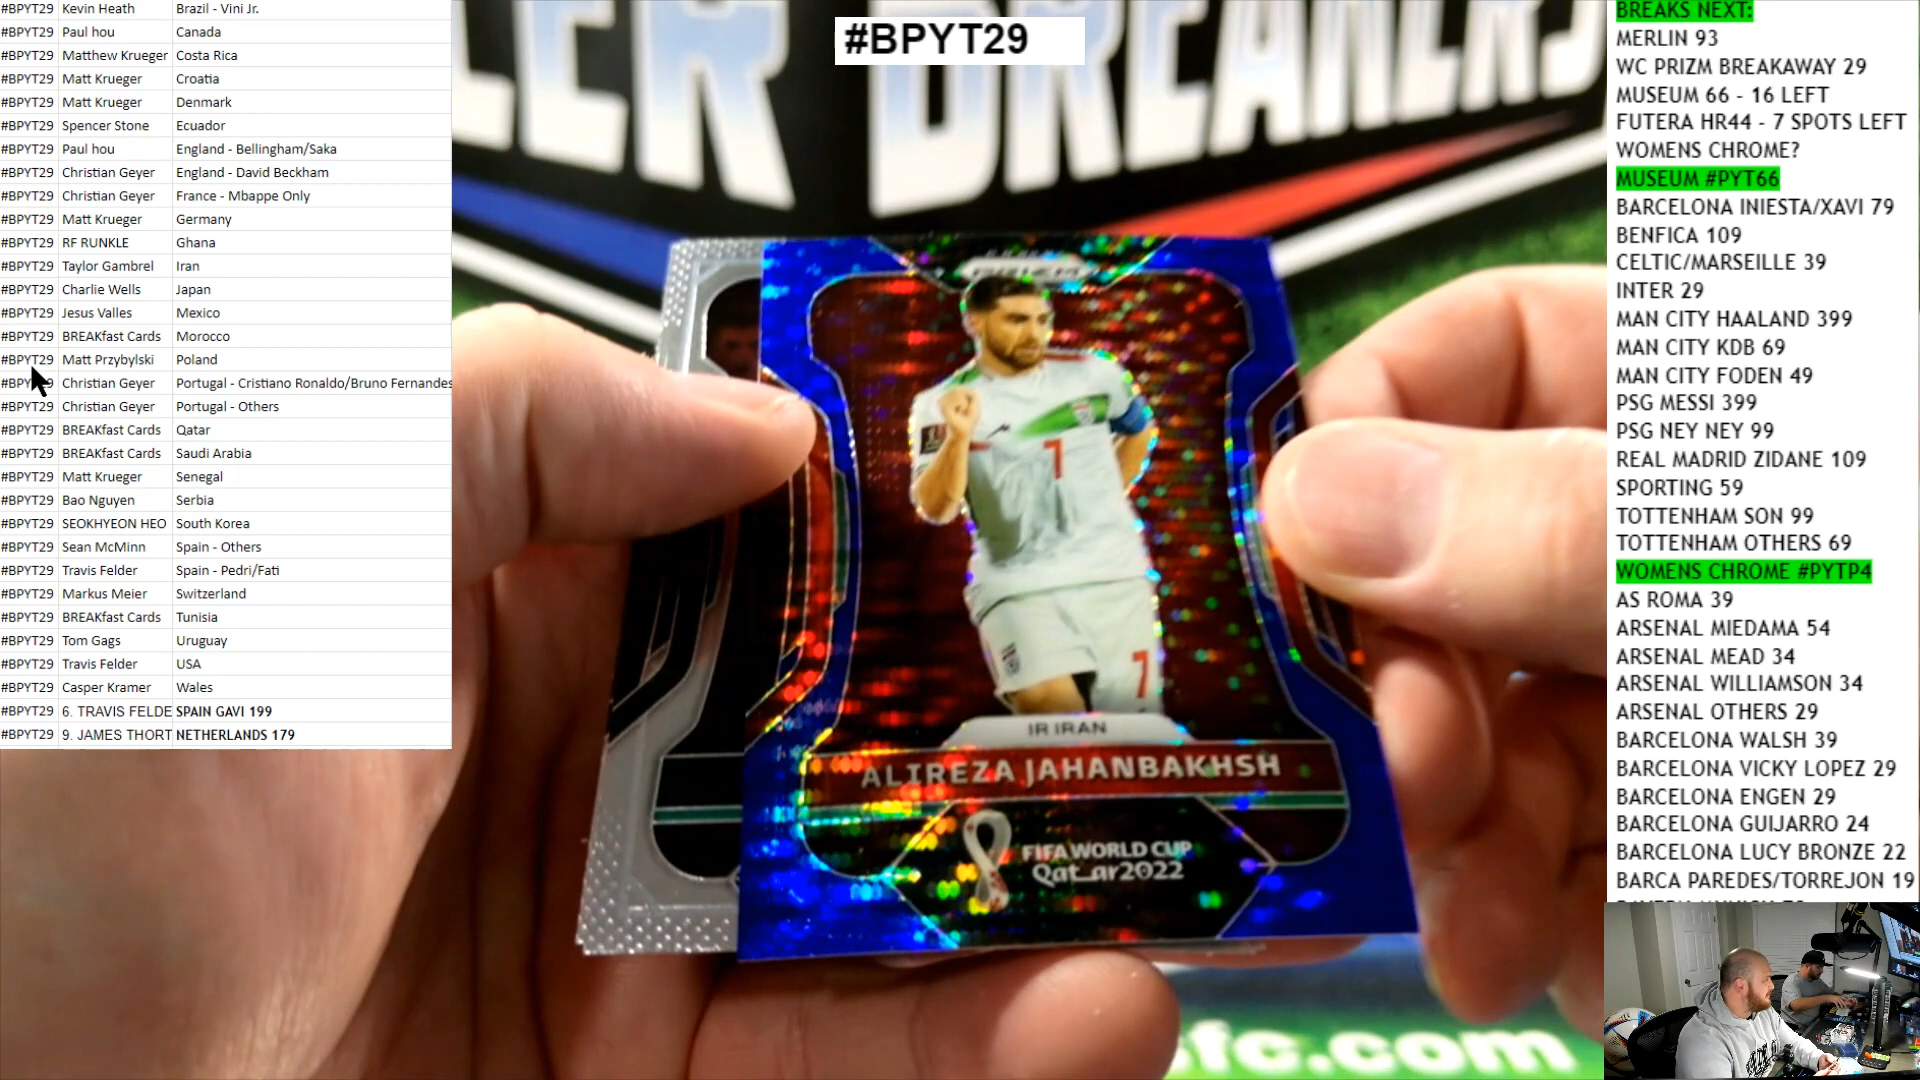 #BPYT29 Kevin Heath Brazil - Vini Jr.
#BPYT29 Paul hou Canada
#BPYT29 Matthew Krueger Costa Rica
#BPYT29 Matt Krueger Croatia
#BPYT29 Matt Krueger Denmark
#BPYT29 Spencer Stone Ecuador
#BPYT29 Paul hou England - Bellingham/Saka
#BPYT29 Christian Geyer England - David Beckham
#BPYT29 Christian Geyer France - Mbappe Only
#BPYT29 Matt Krueger Germany
#BPYT29 RF RUNKLE Ghana
#BPYT29 Taylor Gambrel Iran
#BPYT29 Charlie Wells Japan
#BPYT29 Jesus Valles Mexico
#BPYT29 BREAKfast Cards Morocco
#BPYT29 Matt Przybylski Poland
#BPYT29 Christian Geyer Portugal - Cristiano Ronaldo/Bruno Fernandes
#BPYT29 Christian Geyer Portugal - Others
#BPYT29 BREAKfast Cards Qatar
#BPYT29 BREAKfast Cards Saudi Arabia
#BPYT29 Matt Krueger Senegal
#BPYT29 Bao Nguyen Serbia
#BPYT29 SEOKHYEON HEO South Korea
#BPYT29 Sean McMinn Spain - Others
#BPYT29 Travis Felder Spain - Pedri/Fati
#BPYT29 Markus Meier Switzerland
#BPYT29 BREAKfast Cards Tunisia
#BPYT29 Tom Gags Uruguay
#BPYT29 Travis Felder USA
#BPYT29 Casper Kramer Wales
#BPYT29 6. TRAVIS FELDE SPAIN GAVI 199
#BPYT29 9. JAMES THORT NETHERLANDS 179
#BPYT29
PRIZM
7
7
IR IRAN
ALIREZA JAHANBAKHSH
FIFA WORLD CUP
Qatar2022
fc.com
BREAKS NEXT:
MERLIN 93
WC PRIZM BREAKAWAY 29
MUSEUM 66 - 16 LEFT
FUTERA HR44 - 7 SPOTS LEFT
WOMENS CHROME?
MUSEUM #PYT66
BARCELONA INIESTA/XAVI 79
BENFICA 109
CELTIC/MARSEILLE 39
INTER 29
MAN CITY HAALAND 399
MAN CITY KDB 69
MAN CITY FODEN 49
PSG MESSI 399
PSG NEY NEY 99
REAL MADRID ZIDANE 109
SPORTING 59
TOTTENHAM SON 99
TOTTENHAM OTHERS 69
WOMENS CHROME #PYTP4
AS ROMA 39
ARSENAL MIEDAMA 54
ARSENAL MEAD 34
ARSENAL WILLIAMSON 34
ARSENAL OTHERS 29
BARCELONA WALSH 39
BARCELONA VICKY LOPEZ 29
BARCELONA ENGEN 29
BARCELONA GUIJARRO 24
BARCELONA LUCY BRONZE 22
BARCA PAREDES/TORREJON 19